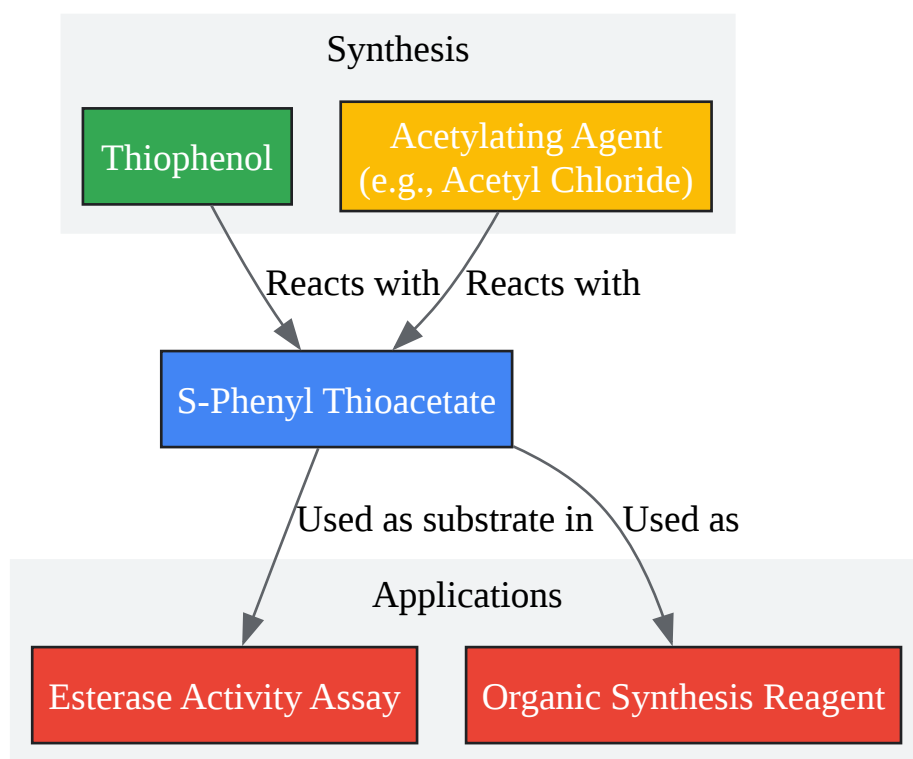 Synthesis
Thiophenol
Acetylating Agent
(e.g., Acetyl Chloride)
Reacts with
Reacts with
S-Phenyl Thioacetate
Used as substrate in
Used as
Applications
Esterase Activity Assay
Organic Synthesis Reagent